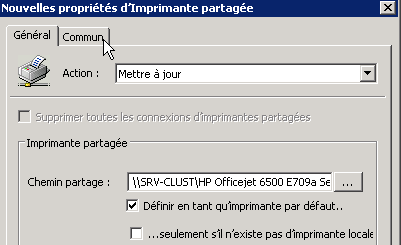 Nouvelles propriétés d'Imprimante partagée
Général Commun
Action : Mettre à jour
Supprimer toutes les connexions d'imprimantes partagées
Imprimante partagée
Chemin partage : \\SRV-CLUST\HP Officejet 6500 E709a Se ...
Définir en tant qu'imprimante par défaut..
...seulement s'il n'existe pas d'imprimante locale